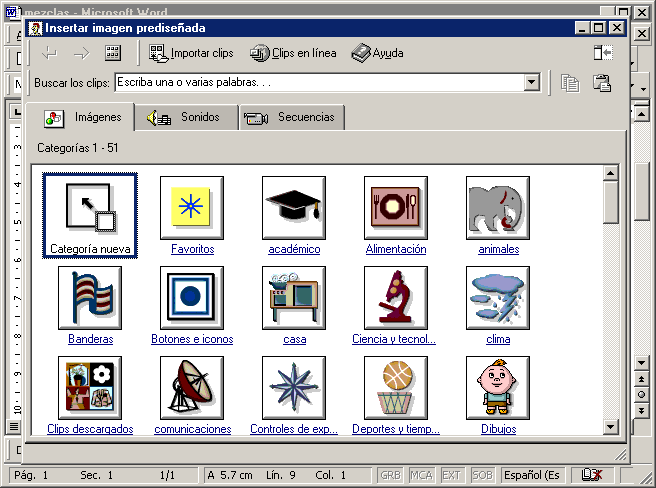 mezclas - Microsoft Word
Insertar imagen prediseñada
Importar clips
Clips en línea
Ayuda
Buscar los clips:
Escriba una o varias palabras. . .
Imágenes
Sonidos
Secuencias
Categorías 1 - 51
Categoría nueva
Favoritos
académico
Alimentación
animales
Banderas
Botones e iconos
casa
Ciencia y tecnol...
clima
Clips descargados
comunicaciones
Controles de exp...
Deportes y tiemp...
Dibujos
Pág. 1
Sec. 1
1/1
A 5.7 cm
Lín. 9
Col. 1
GRB
MCA
EXT
SOB
Español (Es